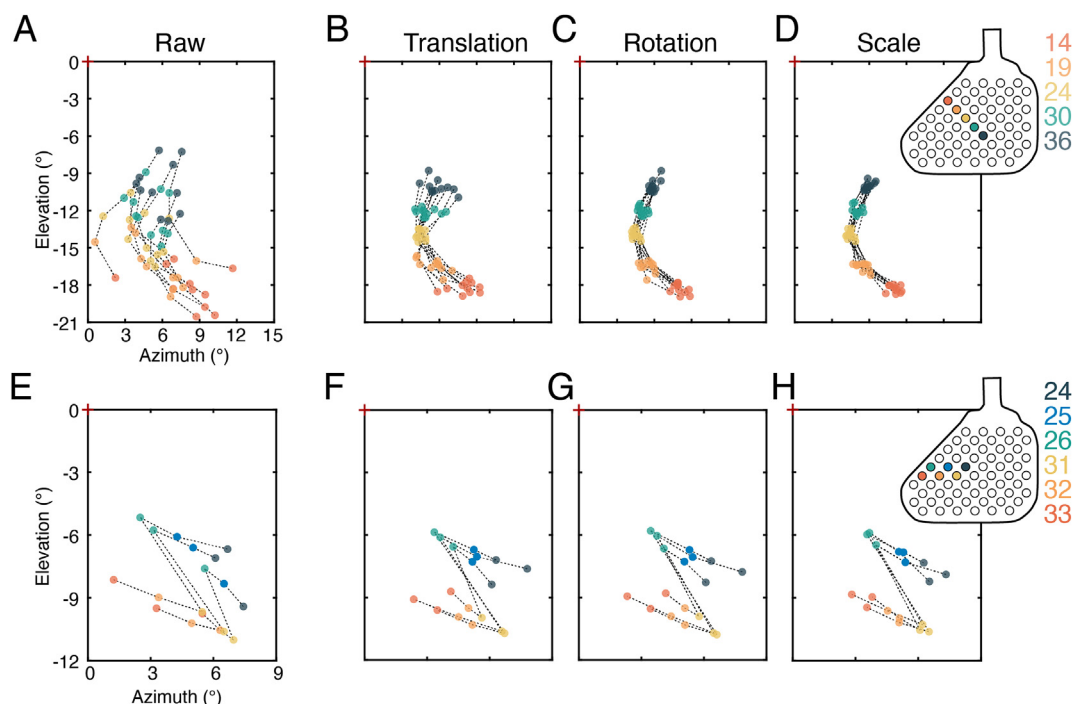 A
Raw
B
Translation
C
Rotation
D
Scale
14
19
24
30
36
0
-3
-6
-9
-12
-15
-18
-21
Elevation (°)
0 3 6 9 12 15
Azimuth (°)
E
F
G
H
24
25
26
31
32
33
0
-3
-6
-9
-12
Elevation (°)
0 3 6 9
Azimuth (°)